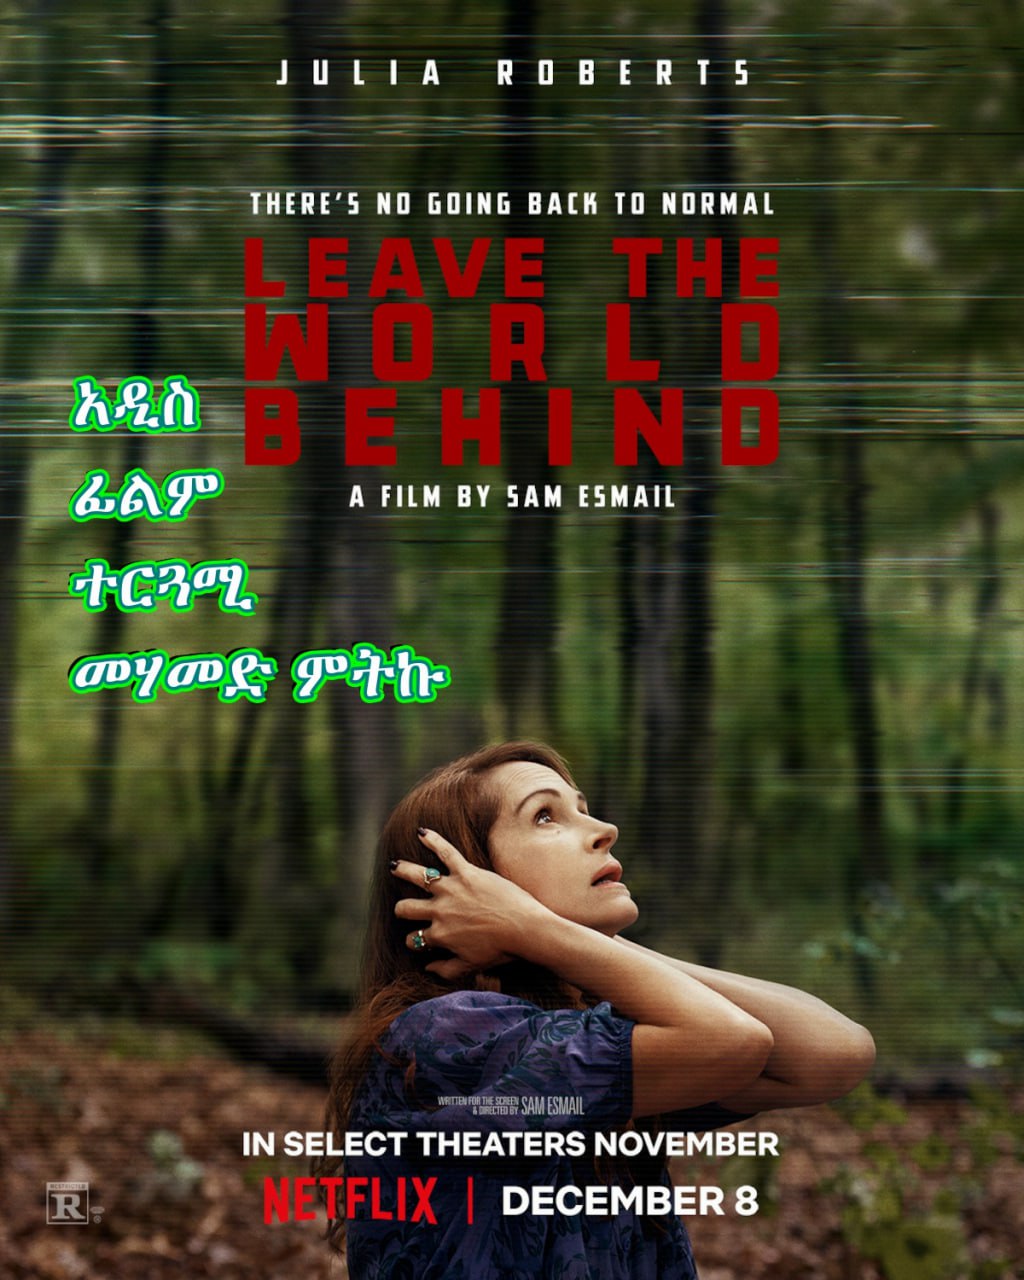 JULIA ROBERTS
THERE'S NO GOING BACK TO NORMAL
LEAVE THE
WORLD
BEHIND
A FILM BY SAM ESMAIL
አዲስ
ፊልም
ተርጓሚ
መሃመድ ምትኩ
WRITTEN FOR THE SCREEN
& DIRECTED BY SAM ESMAIL
IN SELECT THEATERS NOVEMBER
NETFLIX | DECEMBER 8
RESTRICTED
R